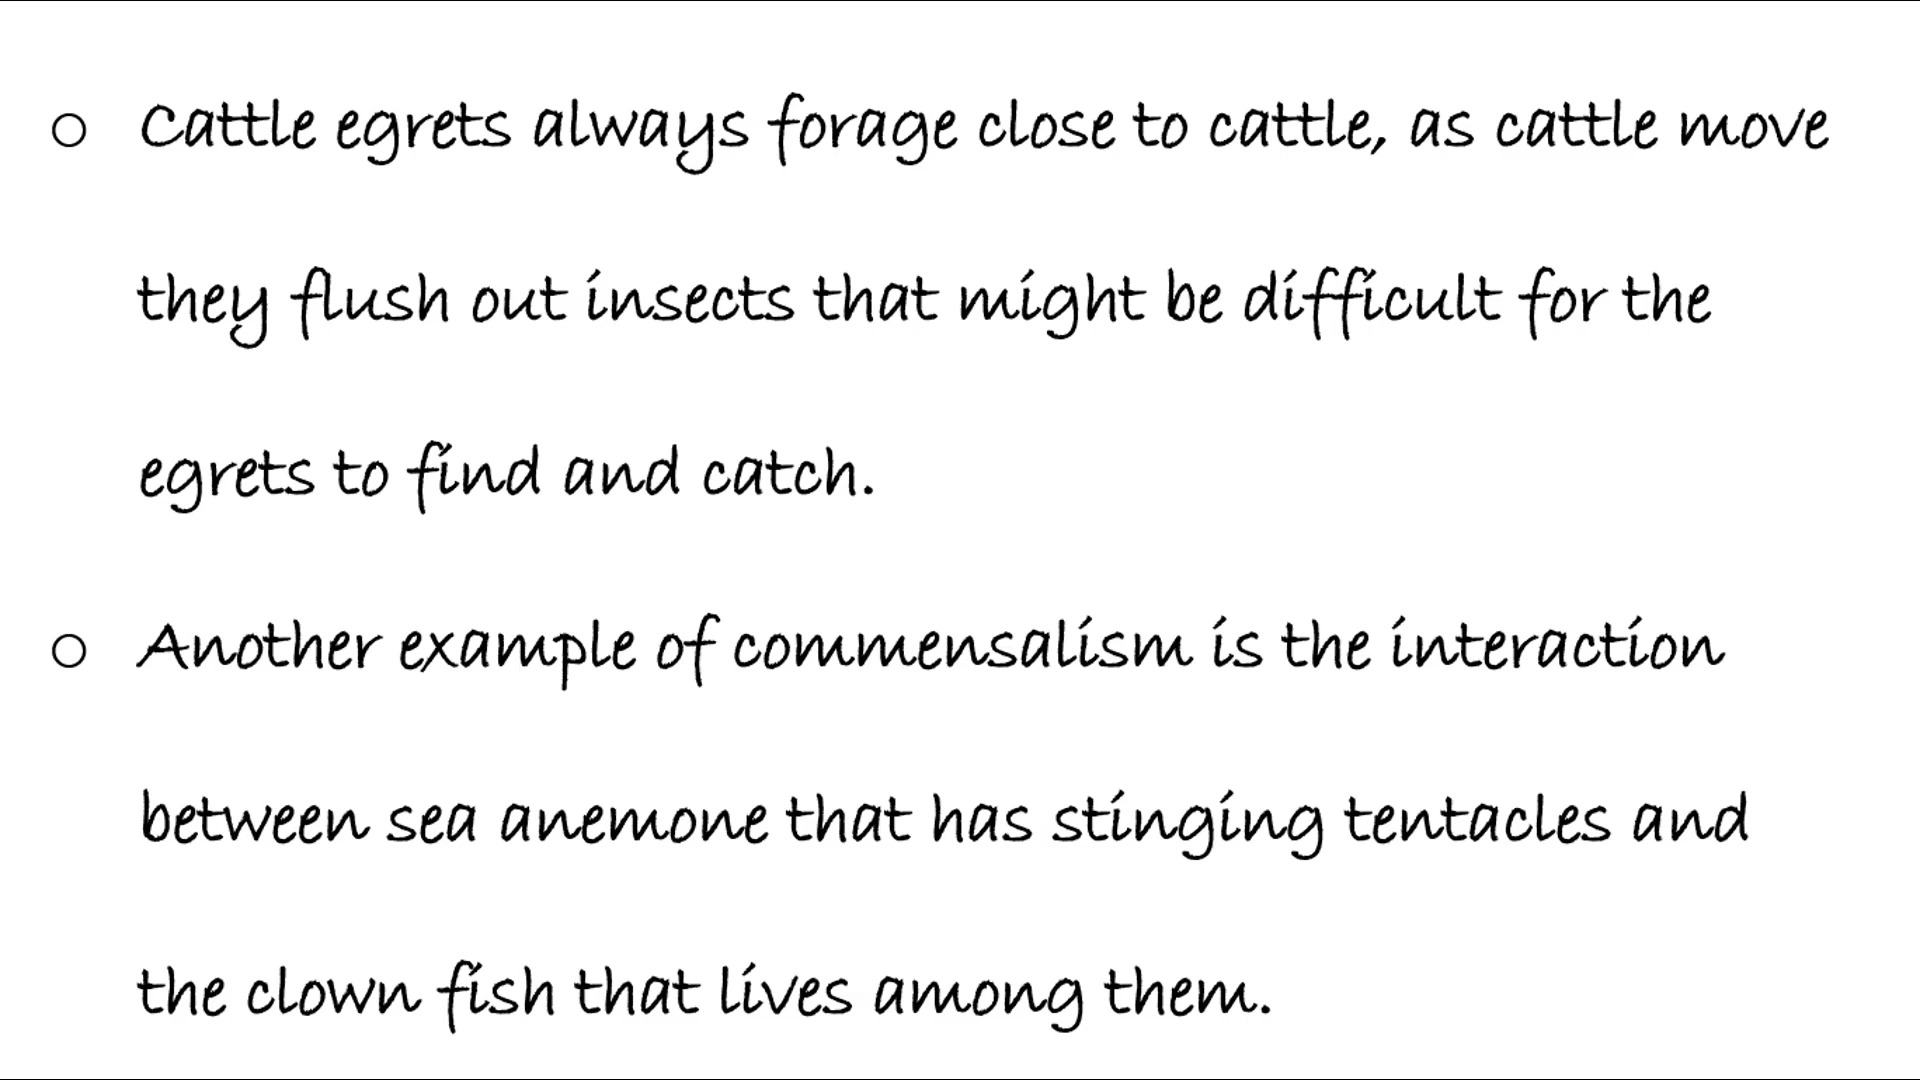 ○ Cattle egrets always forage close to cattle, as cattle move
they flush out insects that might be difficult for the
egrets to find and catch.
○ Another example of commensalism is the interaction
between sea anemone that has stinging tentacles and
the clown fish that lives among them.